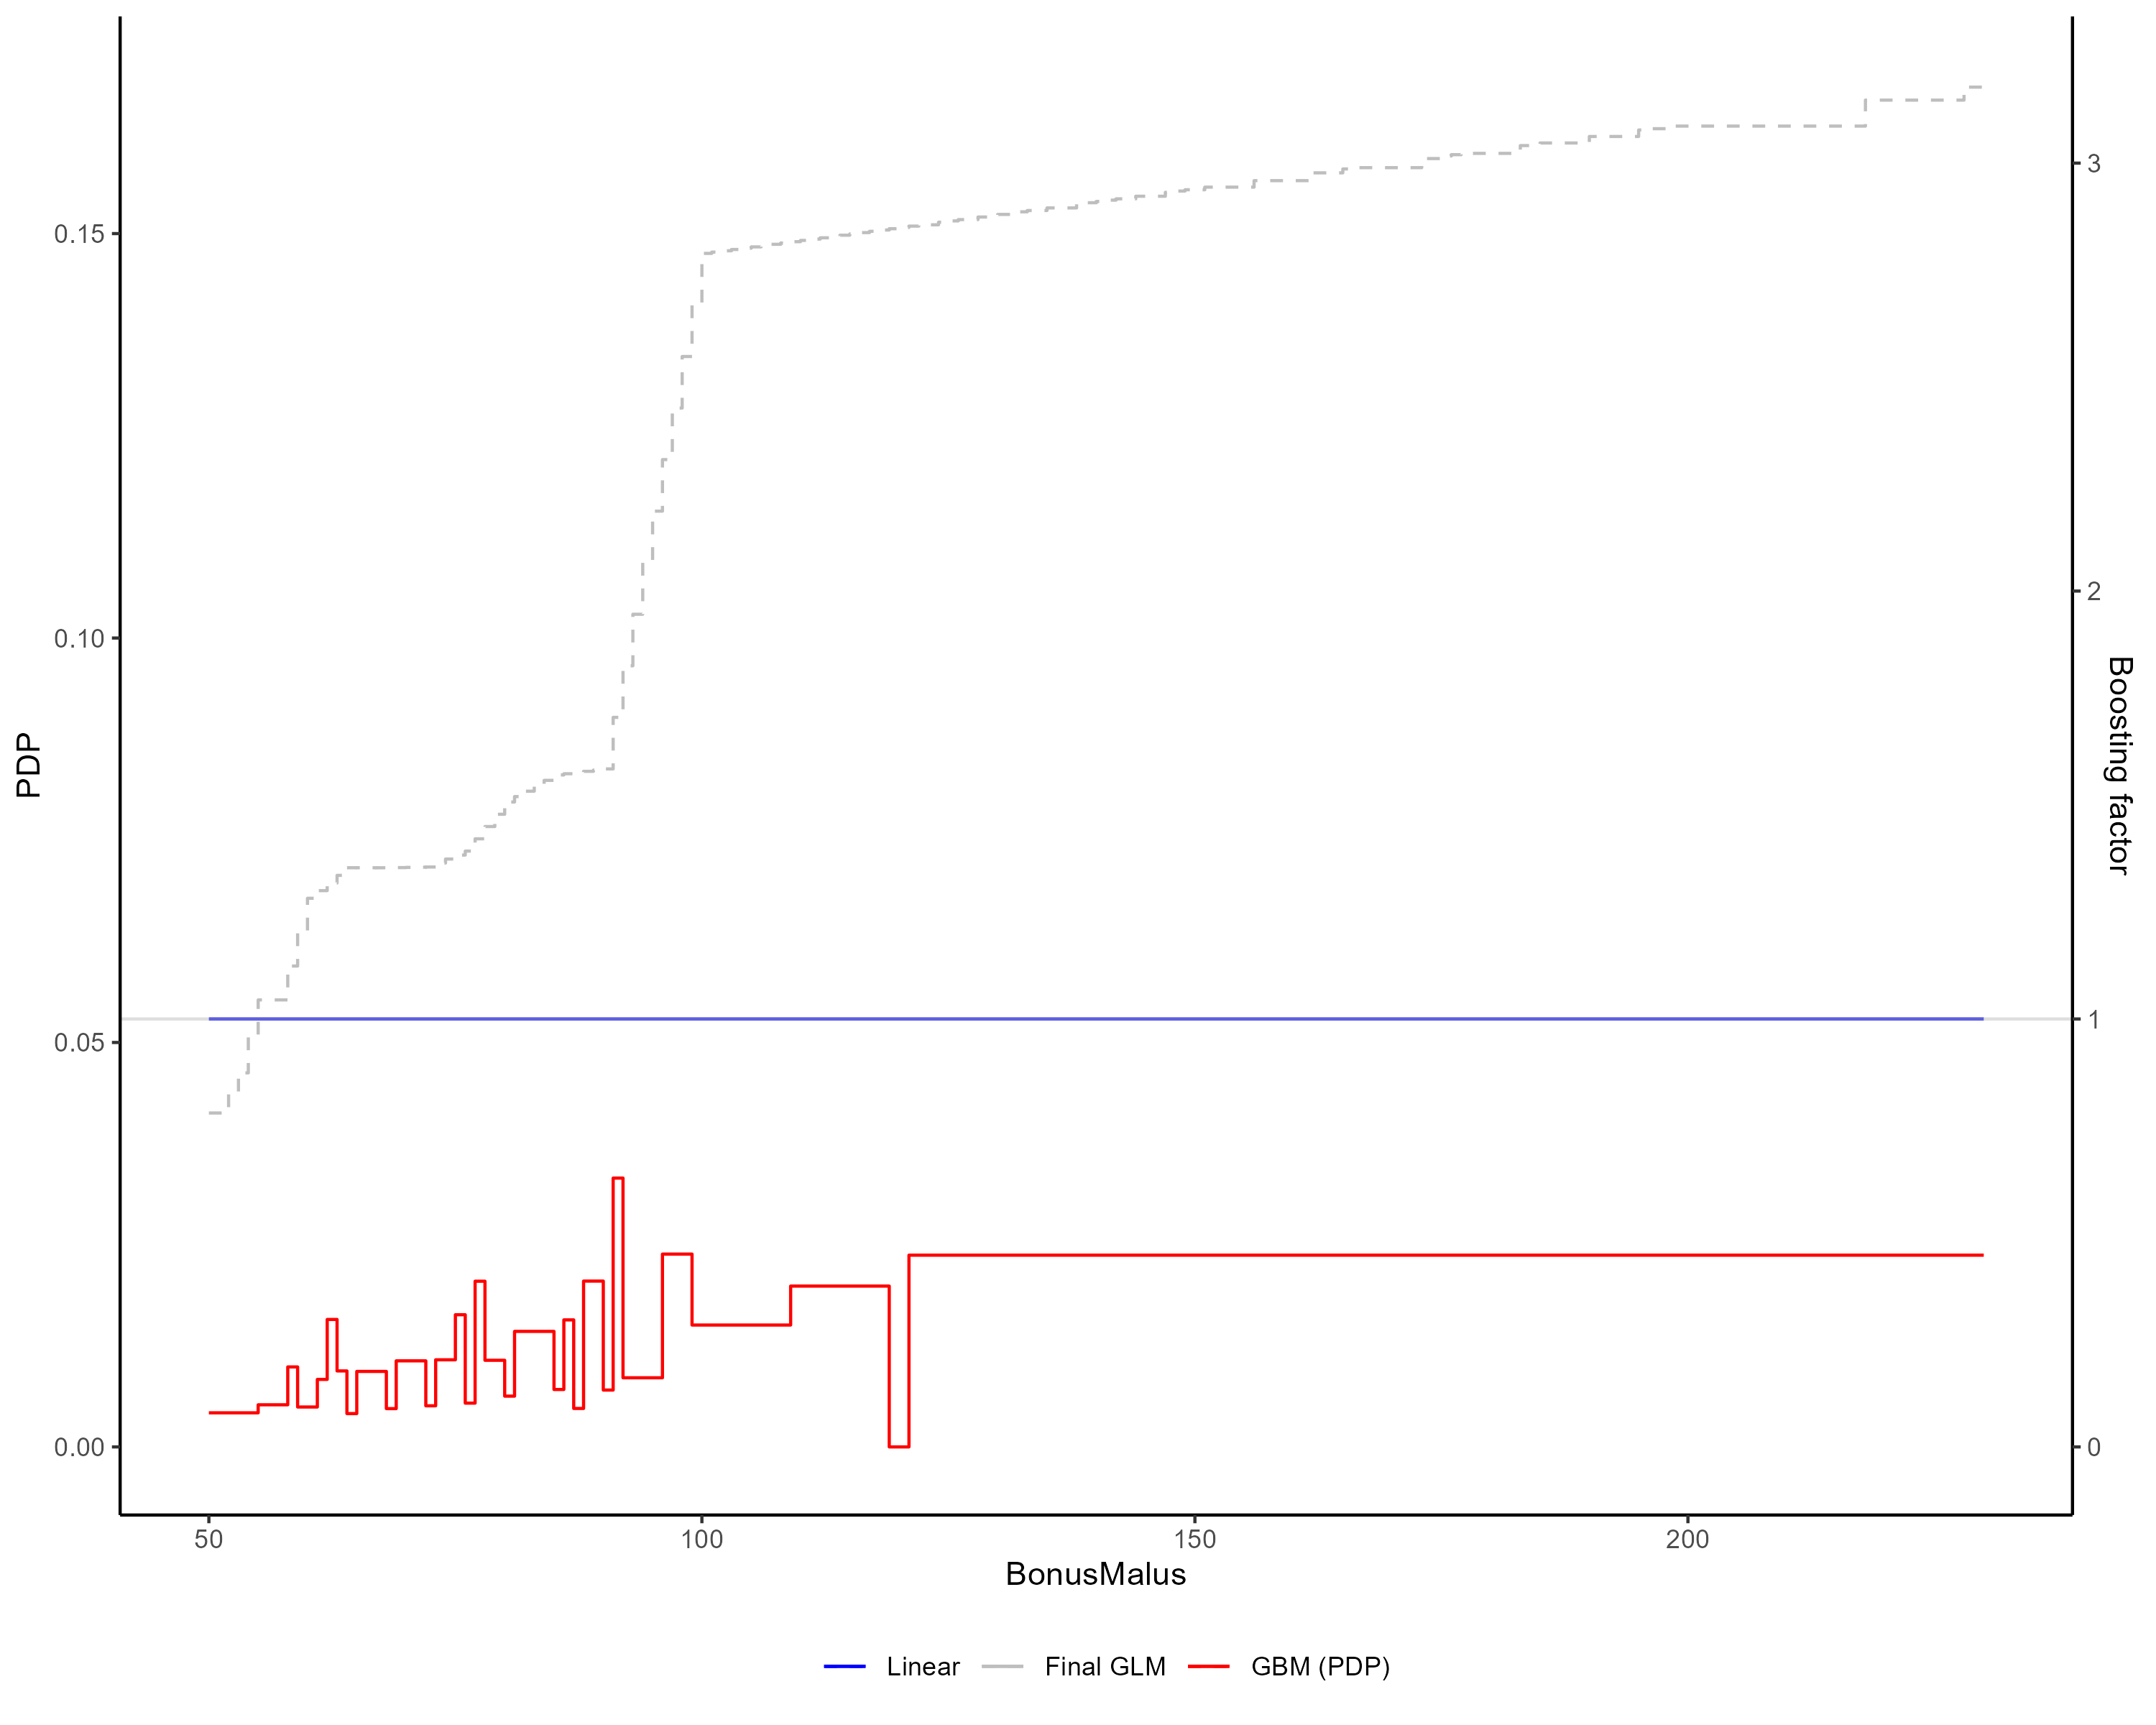 PDP
0.15
0.10
0.05
0.00
3
2
1
0
Boosting factor
50 100 150 200
BonusMalus
Linear Final GLM GBM (PDP)